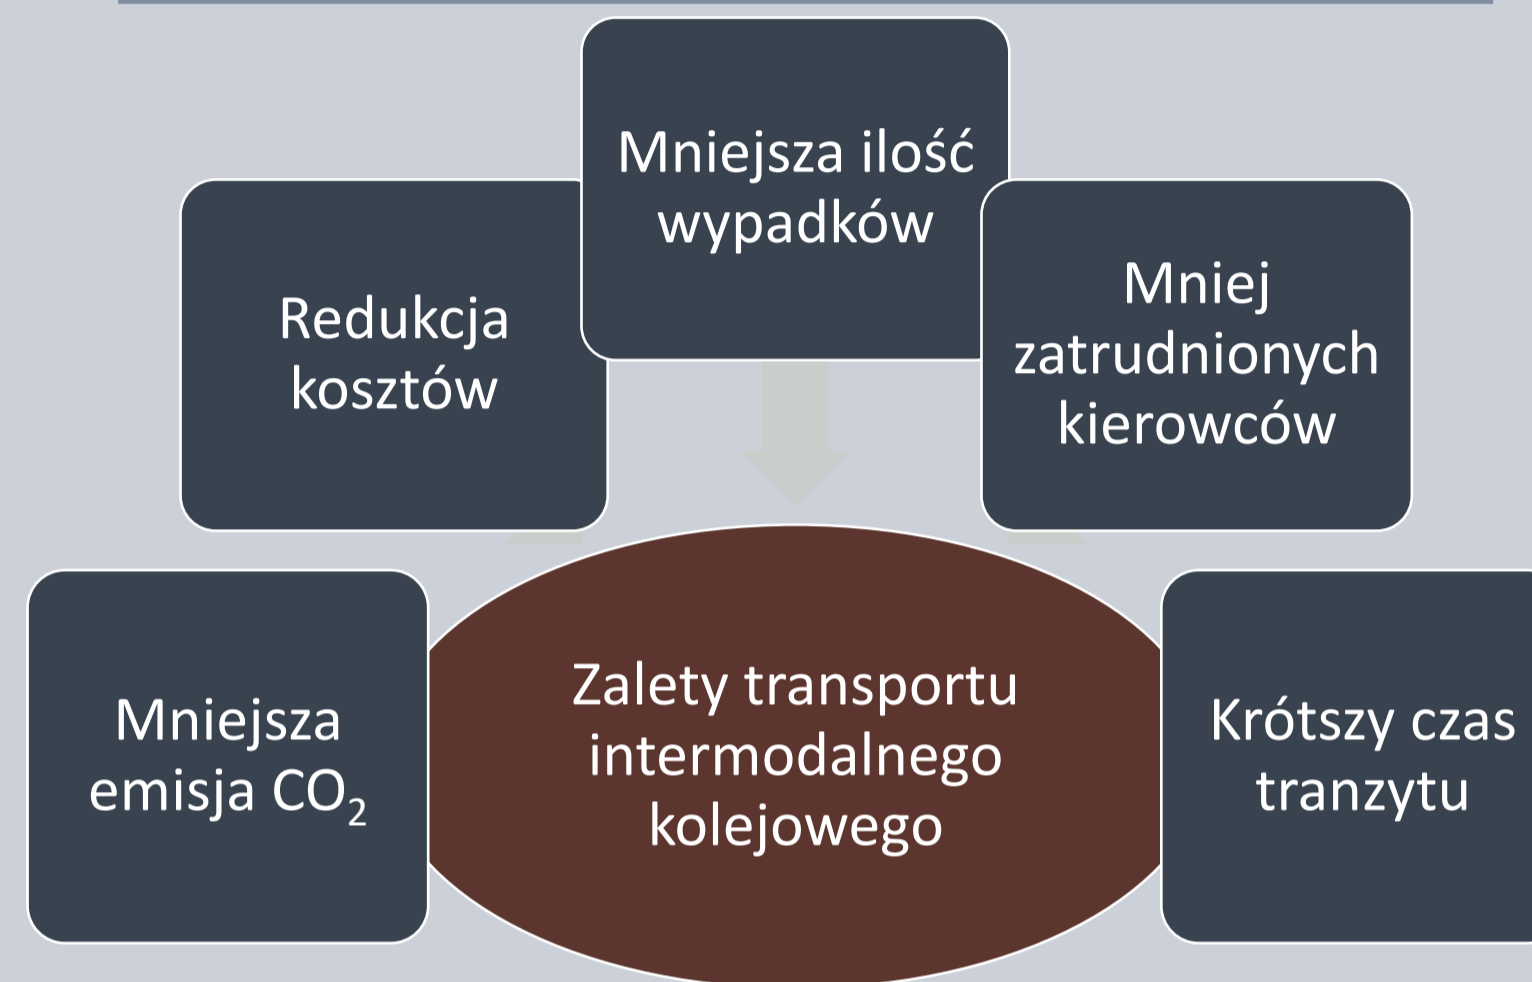 Mniejsza ilość
wypadków
Redukcja
kosztów
Mniej
zatrudnionych
kierowców
Mniejsza
emisja CO₂
Zalety transportu
intermodalnego
kolejowego
Krótszy czas
tranzytu